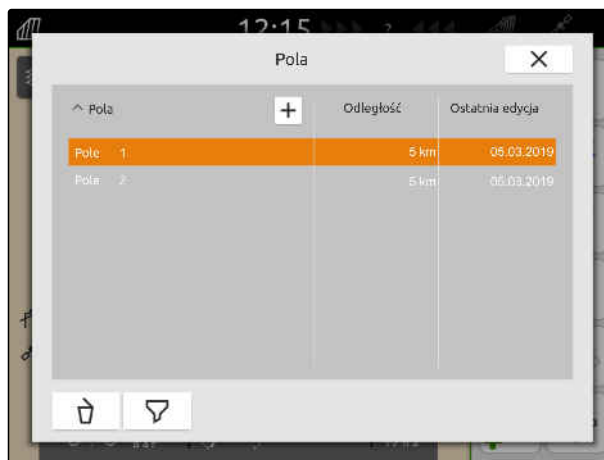 12:15
Pola
^ Pola + Odległość Ostatnia edycja
Pole 1 5 km 05.03.2019
Pole 2 5 km 05.03.2019